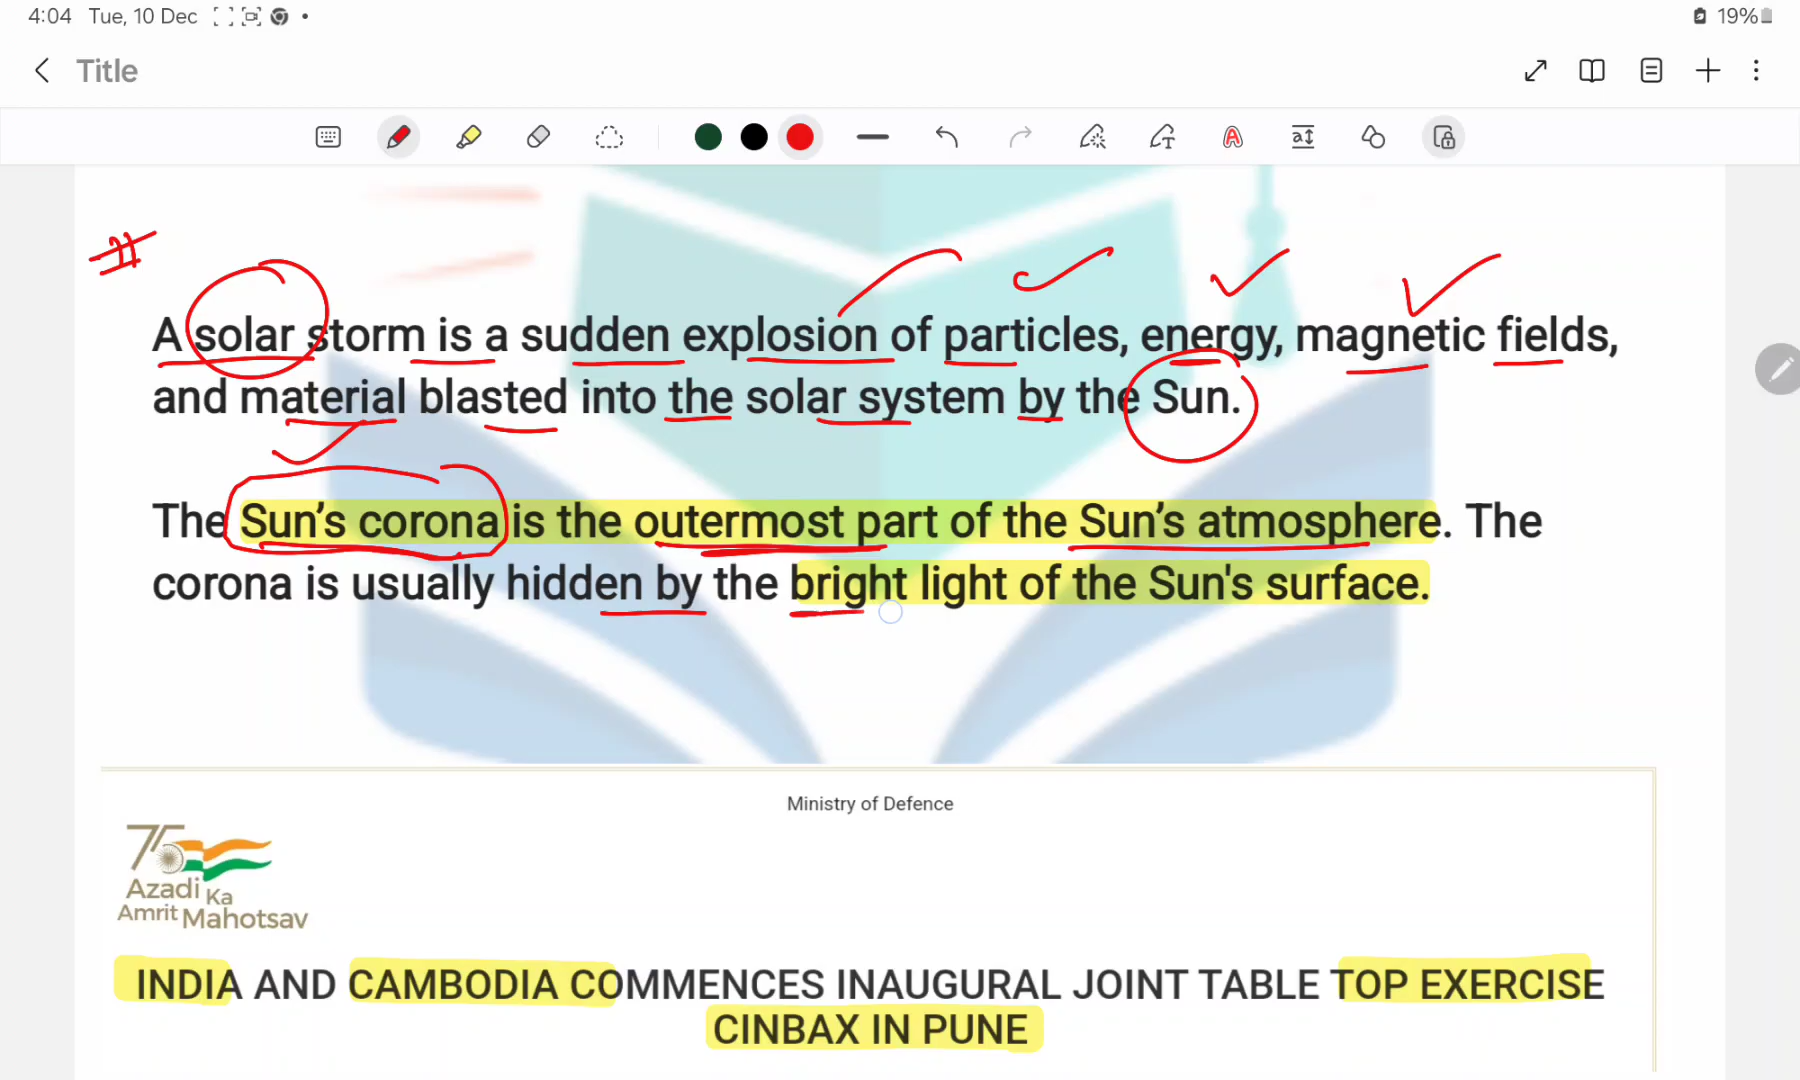 4:04 Tue, 10 Dec
19%
Title
#
A solar storm is a sudden explosion of particles, energy, magnetic fields,
and material blasted into the solar system by the Sun.
The Sun’s corona is the outermost part of the Sun’s atmosphere. The
corona is usually hidden by the bright light of the Sun's surface.
Ministry of Defence
75
Azadi Ka
Amrit Mahotsav
INDIA AND CAMBODIA COMMENCES INAUGURAL JOINT TABLE TOP EXERCISE
CINBAX IN PUNE